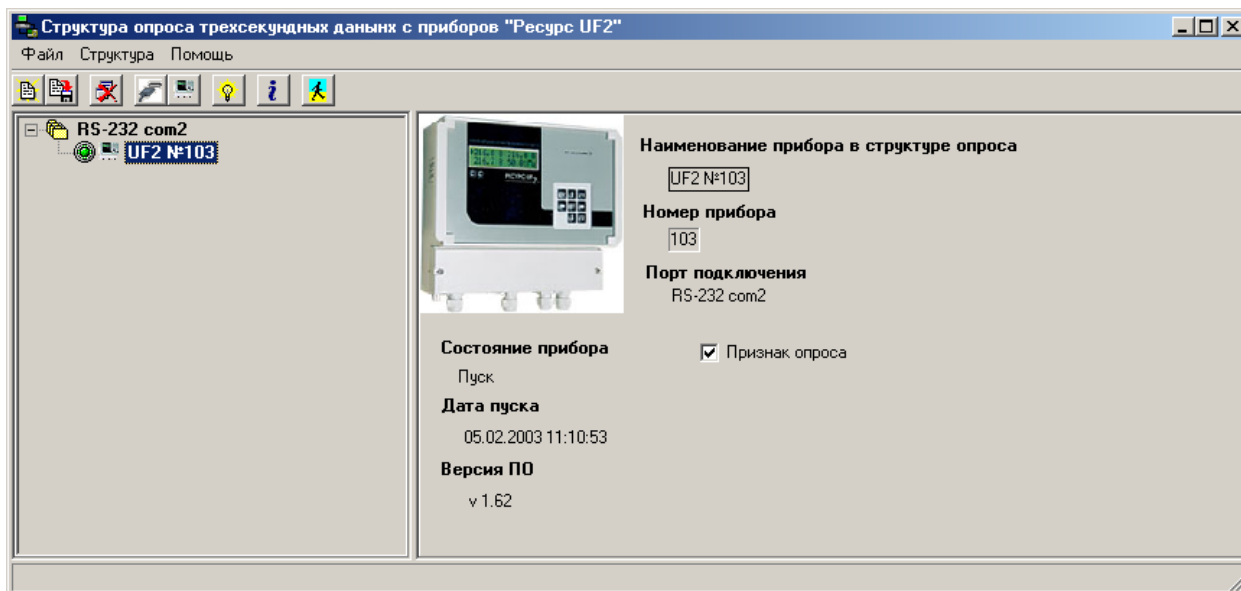 Структура опроса трехсекундных данынх с приборов "Ресурс UF2"
Файл Структура Помощь
RS-232 com2
UF2 №103
Наименование прибора в структуре опроса
UF2 №103
Номер прибора
103
Порт подключения
RS-232 com2
Состояние прибора
Признак опроса
Пуск
Дата пуска
05.02.2003 11:10:53
Версия ПО
v 1.62